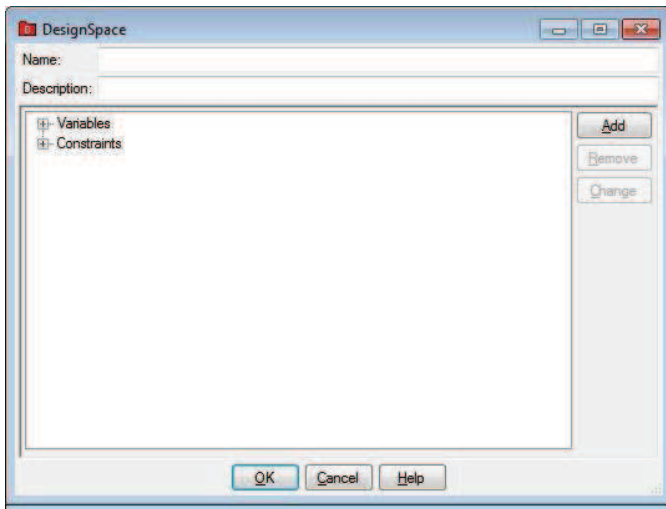 DesignSpace
Name:
Description:
Variables
Constraints
Add
Remove
Change
OK Cancel Help